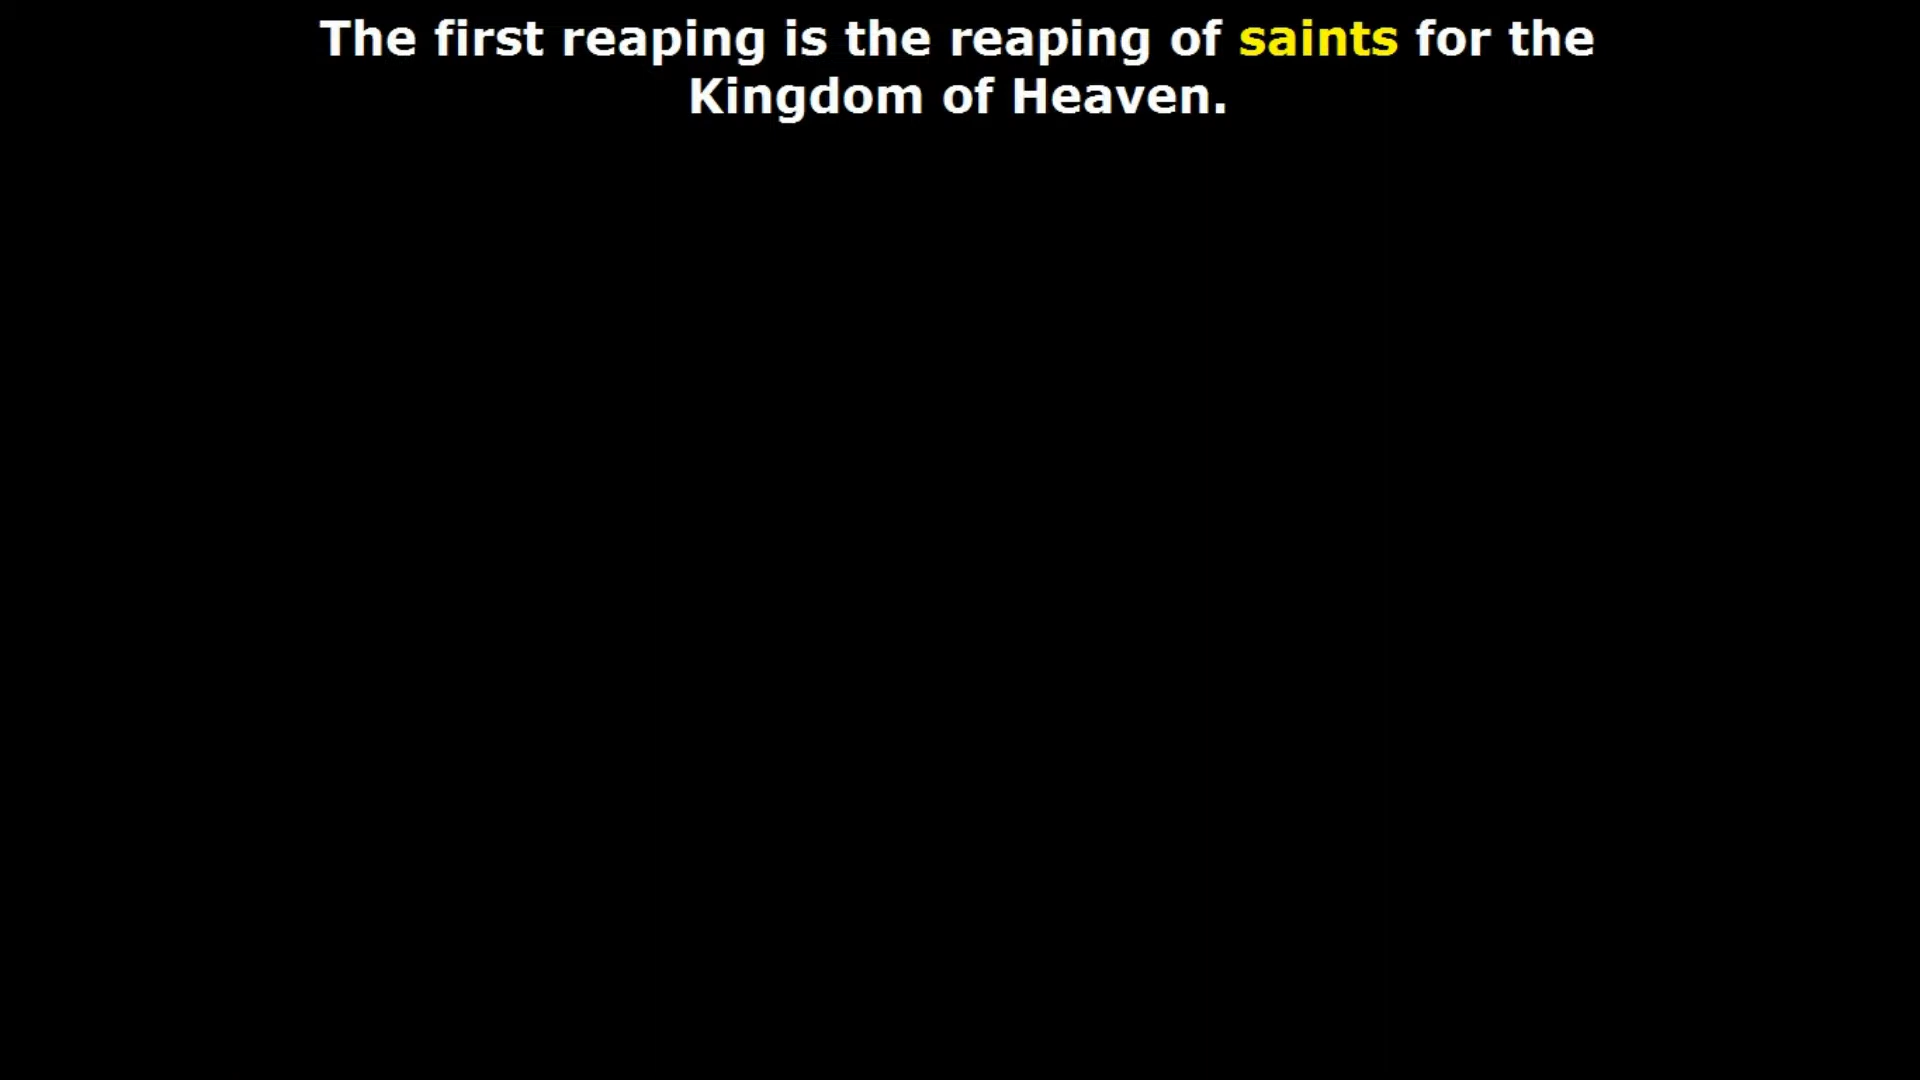 The first reaping is the reaping of saints for the
Kingdom of Heaven.